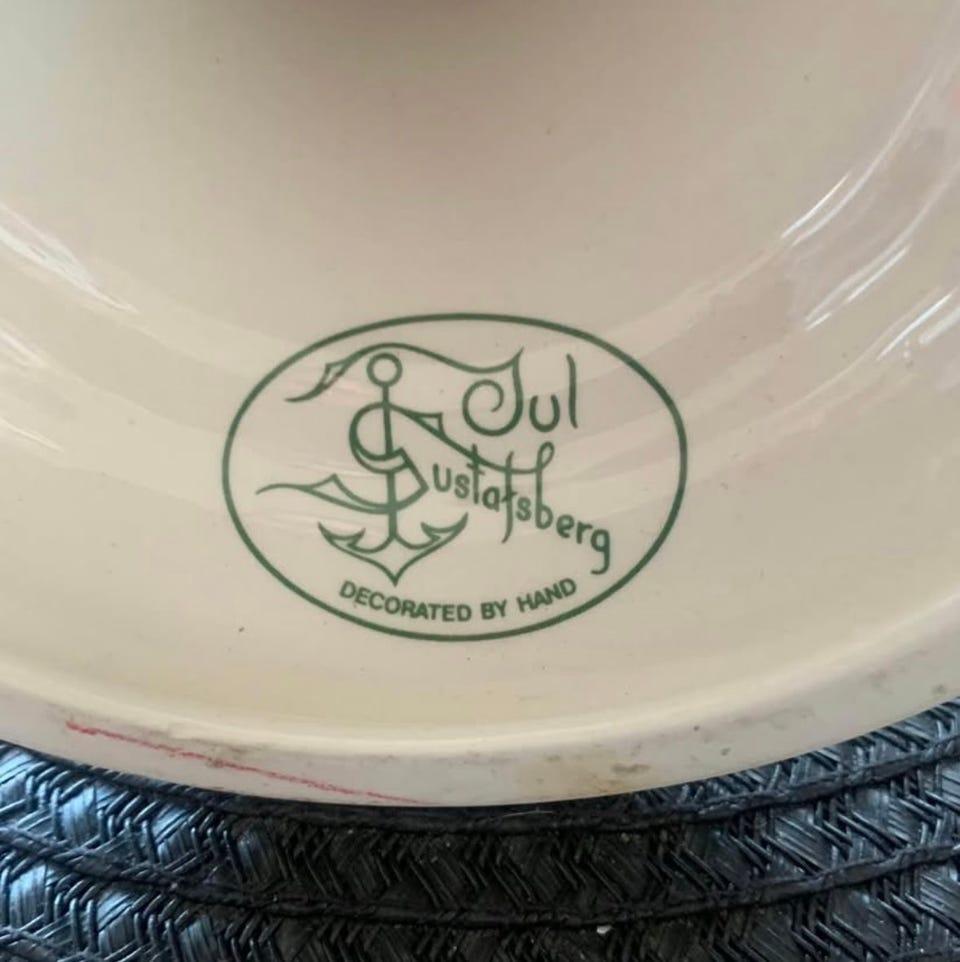 Jul
Gustafsberg
DECORATED BY HAND